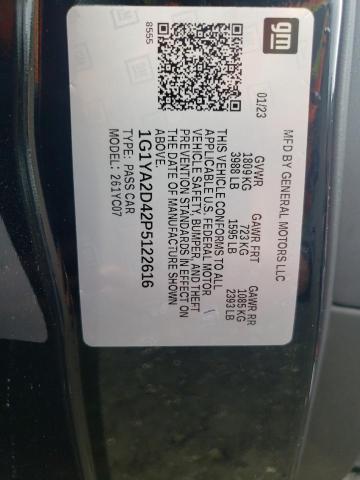 gm
MFD BY GENERAL MOTORS LLC
01/23
GVWR GAWR FRT GAWR RR
1809 KG 723 KG 1085 KG
3988 LB 1595 LB 2393 LB
THIS VEHICLE CONFORMS TO ALL
APPLICABLE U.S. FEDERAL MOTOR
VEHICLE SAFETY, BUMPER, AND THEFT
PREVENTION STANDARDS IN EFFECT
ON THE DATE OF MANUFACTURE SHOWN
ABOVE.
8555
1G1YA2D42P5122616
TYPE: PASS CAR
MODEL: 261YC07